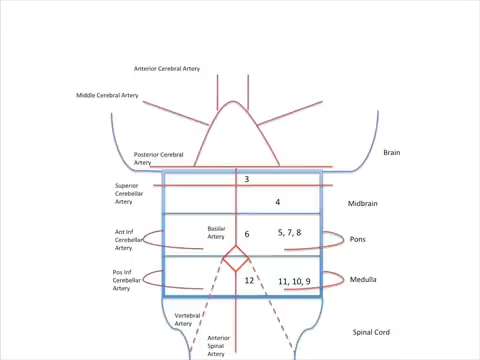 Anterior Cerebral Artery
Middle Cerebral Artery
Posterior Cerebral
Artery
Brain
3
Superior
Cerebellar
Artery
4
Midbrain
Ant Inf
Cerebellar
Artery
Basilar
Artery
6
5, 7, 8
Pons
Pos Inf
Cerebellar
Artery
12
11, 10, 9
Medulla
Vertebral
Artery
Spinal Cord
Anterior
Spinal
Artery